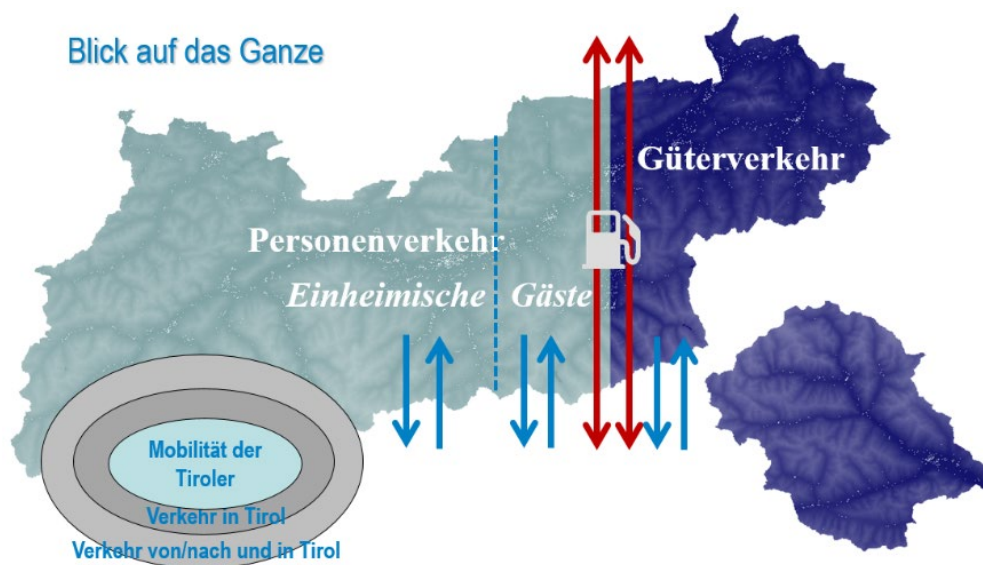 Blick auf das Ganze
Güterverkehr
Personenverkehr
Einheimische Gäste
Mobilität der
Tiroler
Verkehr in Tirol
Verkehr von/nach und in Tirol